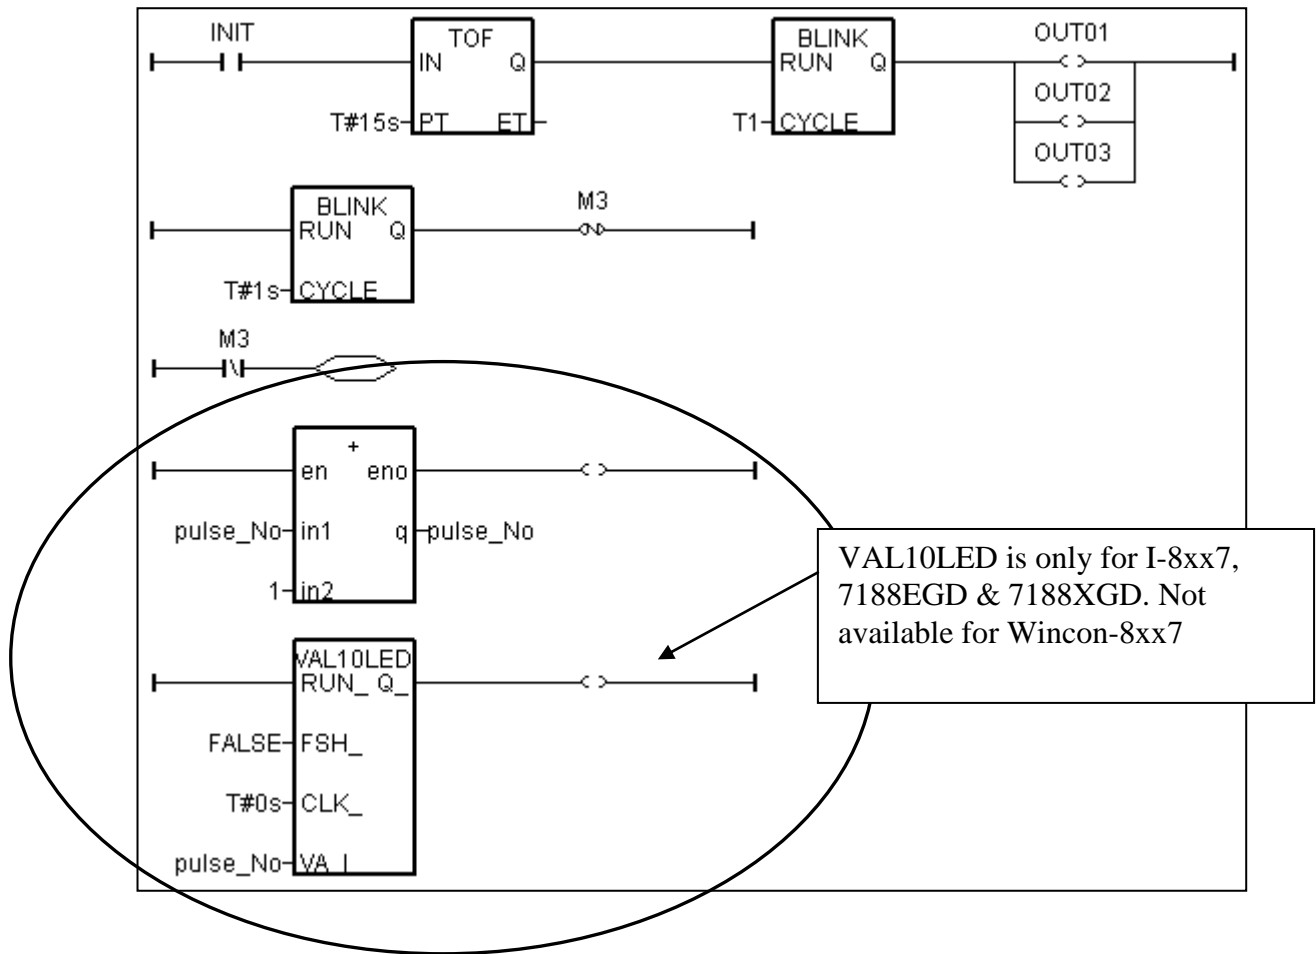 INIT
TOF
IN Q
T#15s PT ET
BLINK
RUN Q
T1 CYCLE
OUT01
OUT02
OUT03
BLINK
RUN Q
T#1s CYCLE
M3
M3
+
en eno
pulse_No in1 q pulse_No
1 in2
VAL10LED
RUN_ Q_
FALSE FSH_
T#0s CLK_
pulse_No VA_L
VAL10LED is only for I-8xx7,
7188EGD & 7188XGD. Not
available for Wincon-8xx7